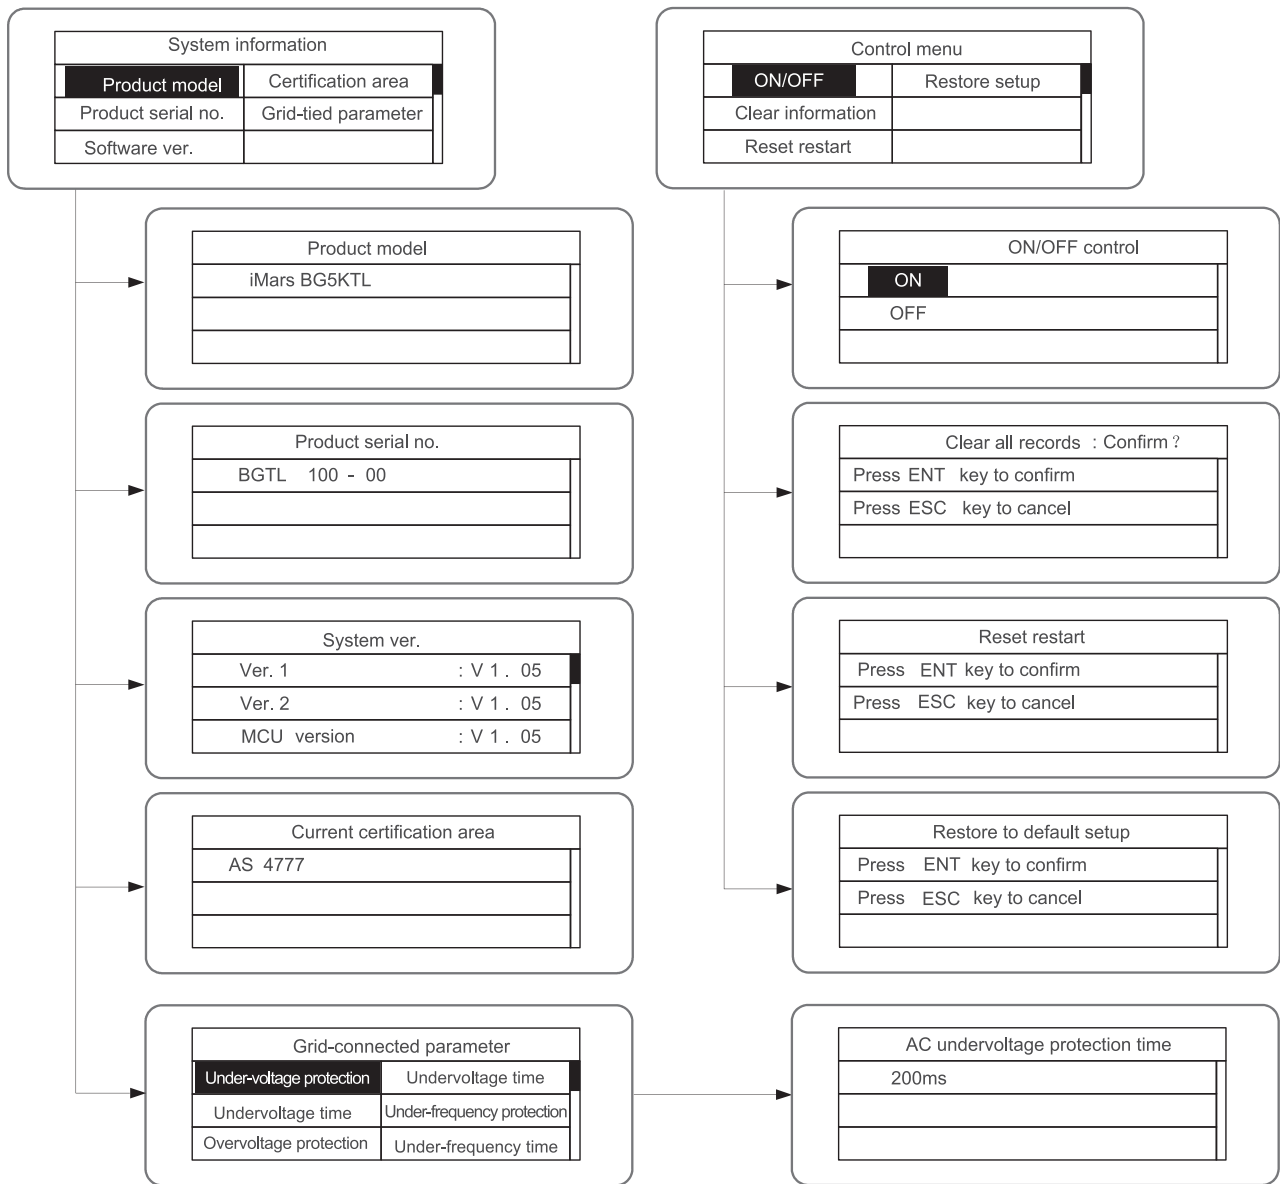 System information
Product model Certification area
Product serial no. Grid-tied parameter
Software ver.
Product model
iMars BG5KTL
Product serial no.
BGTL 100 - 00
System ver.
Ver. 1 : V 1 . 05
Ver. 2 : V 1 . 05
MCU version : V 1 . 05
Current certification area
AS 4777
Grid-connected parameter
Under-voltage protection Undervoltage time
Undervoltage time Under-frequency protection
Overvoltage protection Under-frequency time
Control menu
ON/OFF Restore setup
Clear information
Reset restart
ON/OFF control
ON
OFF
Clear all records : Confirm ?
Press ENT key to confirm
Press ESC key to cancel
Reset restart
Press ENT key to confirm
Press ESC key to cancel
Restore to default setup
Press ENT key to confirm
Press ESC key to cancel
AC undervoltage protection time
200ms